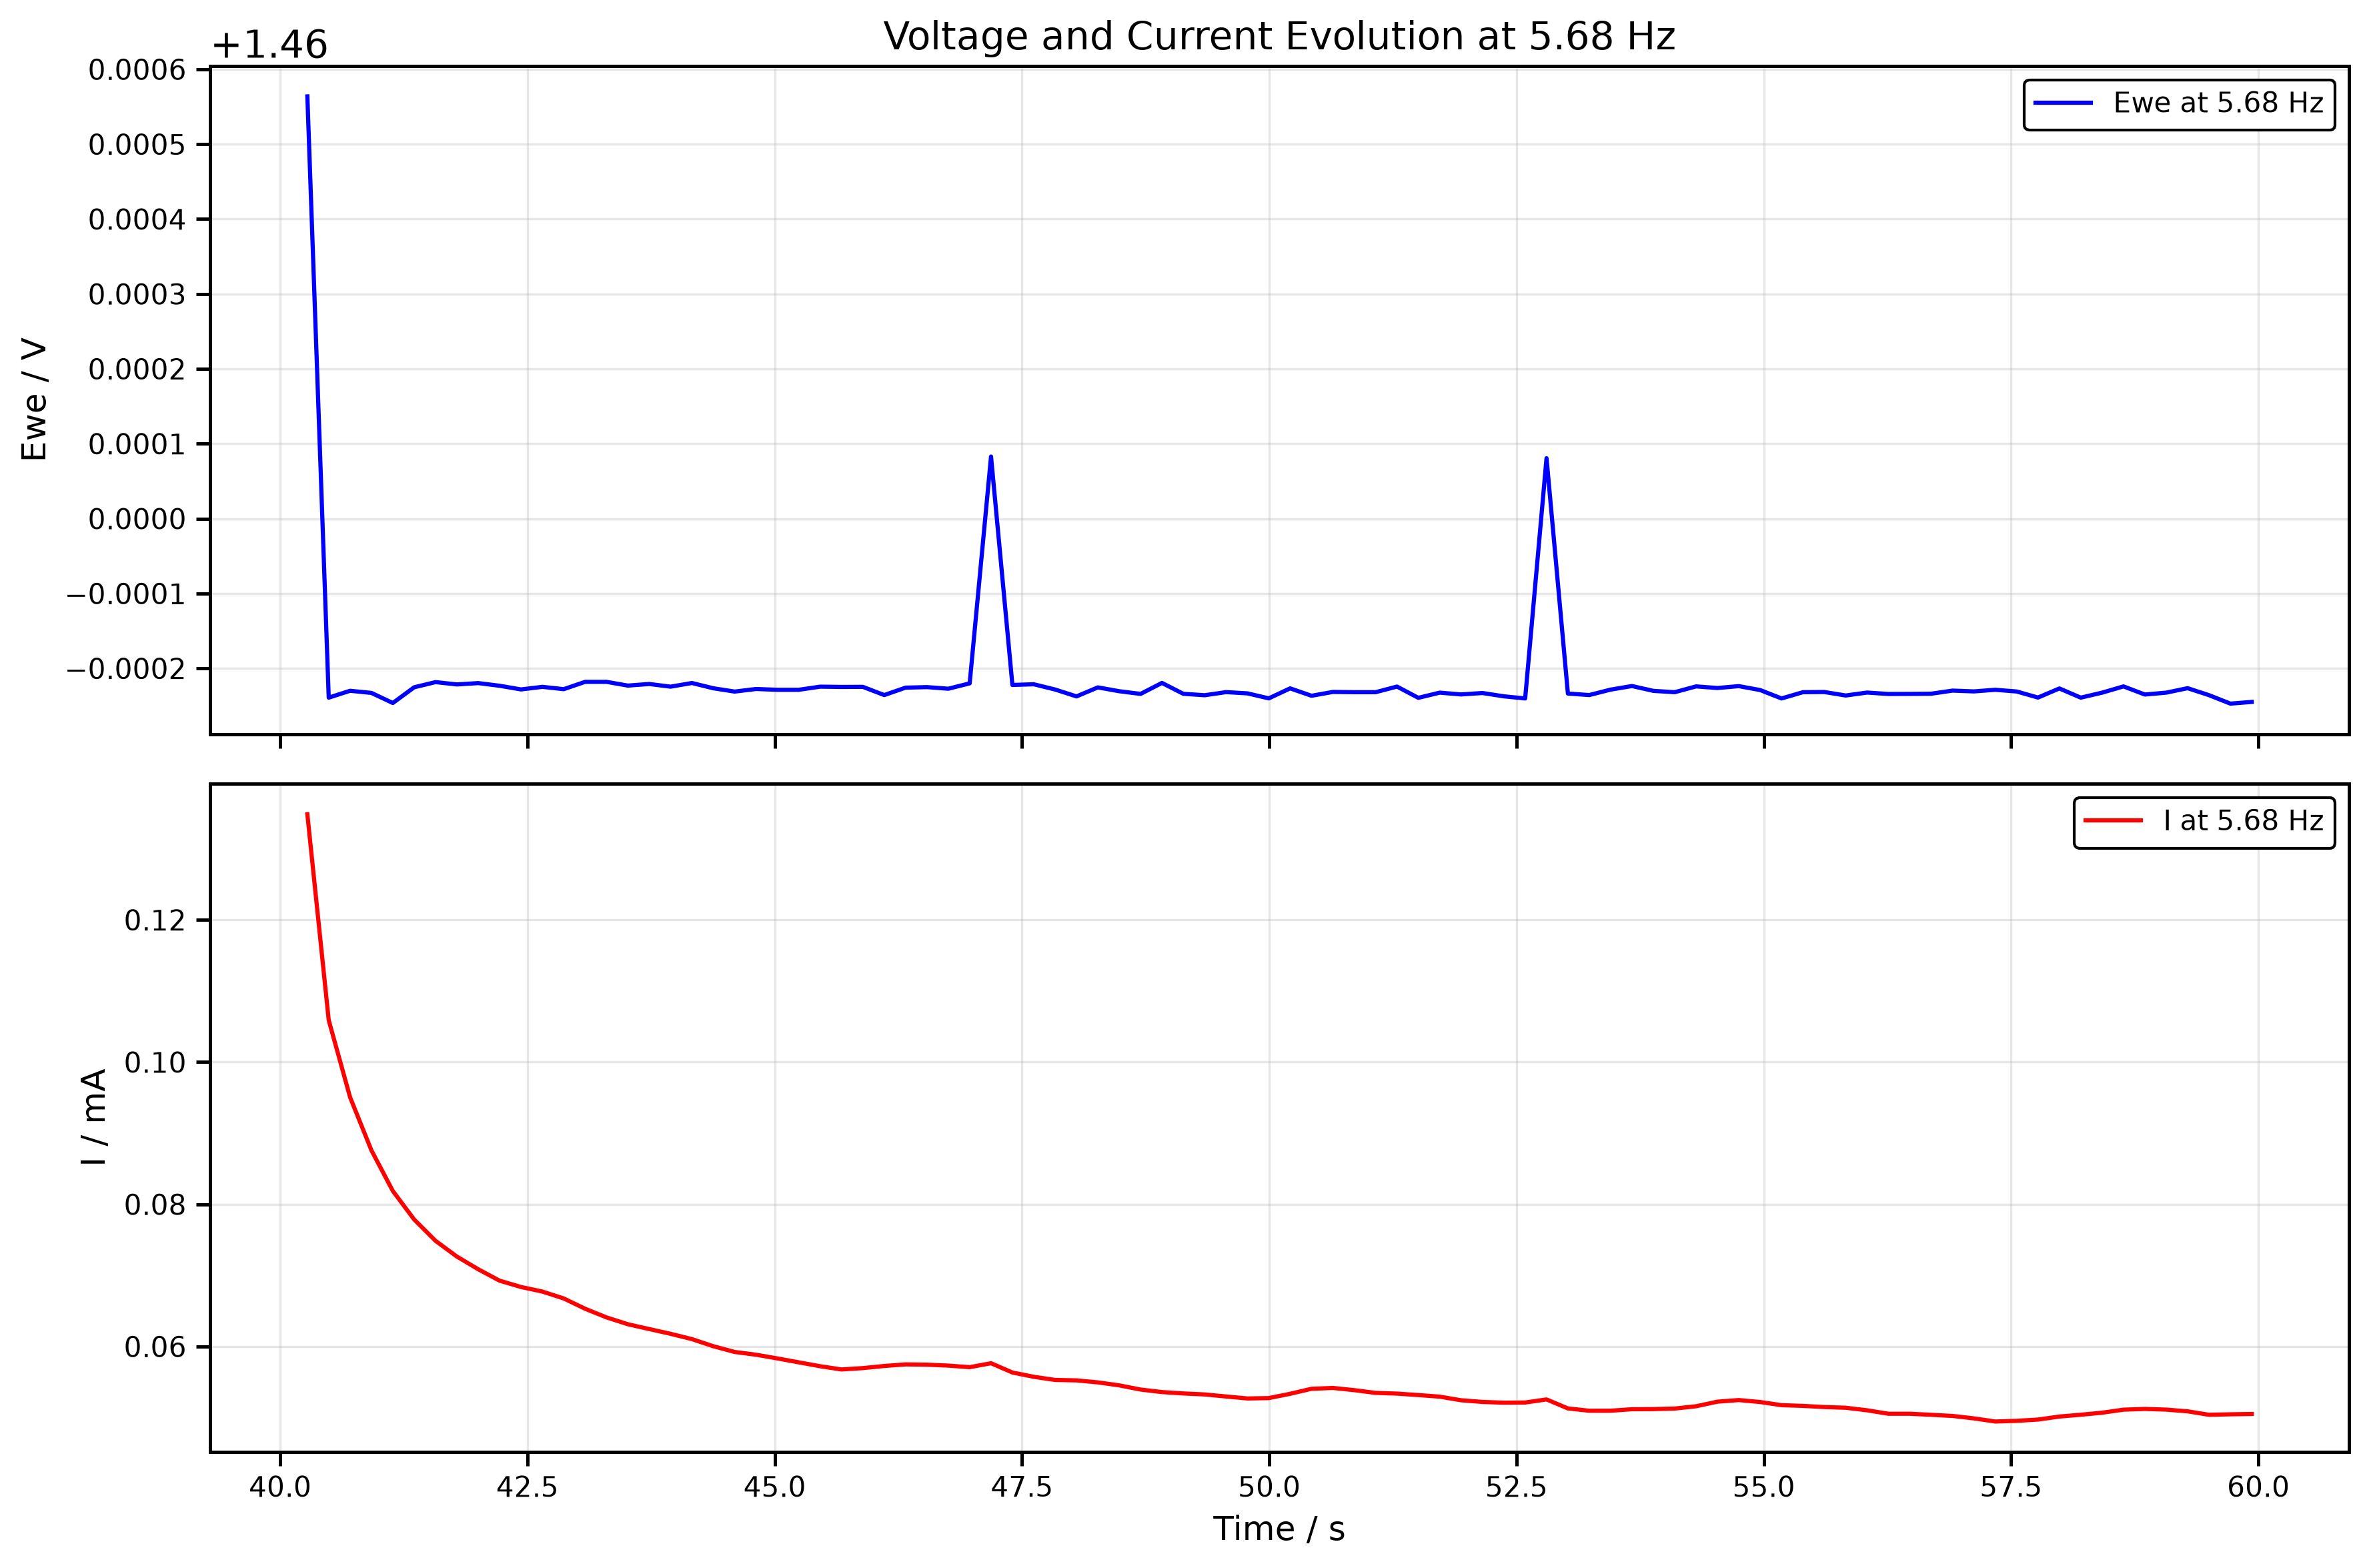 Voltage and Current Evolution at 5.68 Hz
+1.46
0.0006
0.0005
0.0004
0.0003
0.0002
0.0001
0.0000
−0.0001
−0.0002
Ewe / V
Ewe at 5.68 Hz
0.12
0.10
0.08
0.06
I / mA
I at 5.68 Hz
40.0 42.5 45.0 47.5 50.0 52.5 55.0 57.5 60.0
Time / s